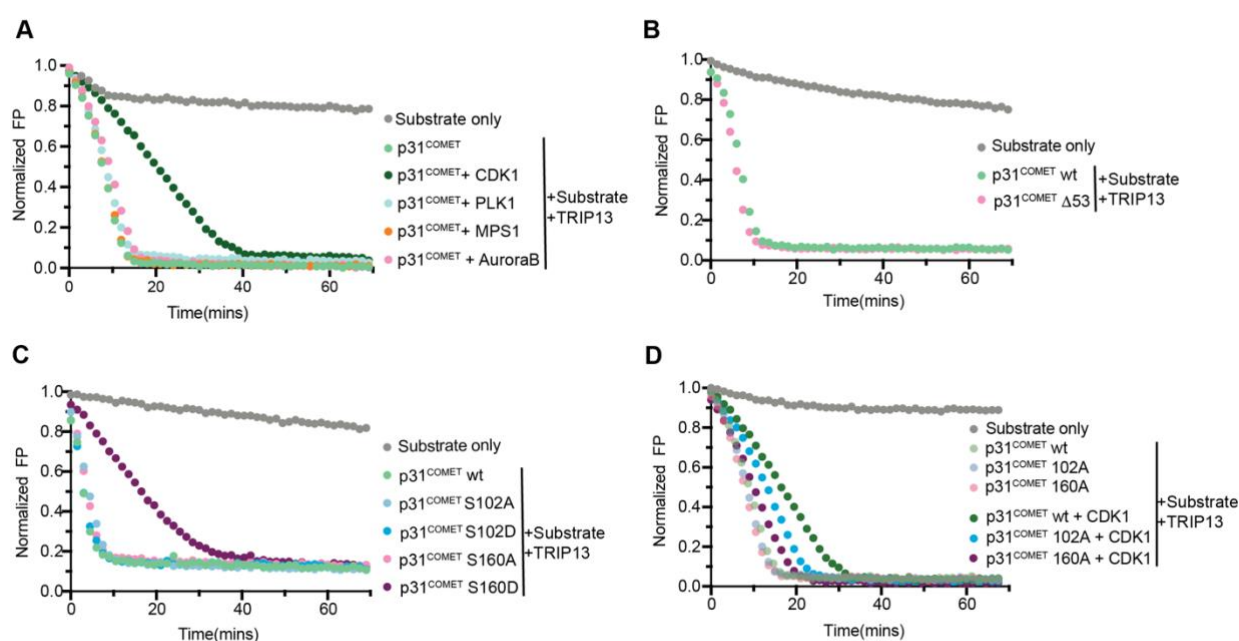 A
Normalized FP
1.0
0.8
0.6
0.4
0.2
0.0
0
20
40
60
Time(mins)
Substrate only
p31COMET
p31COMET+ CDK1
p31COMET+ PLK1
p31COMET+ MPS1
p31COMET + AuroraB
+Substrate
+TRIP13
B
Normalized FP
1.0
0.8
0.6
0.4
0.2
0.0
0
20
40
60
Time(mins)
Substrate only
p31COMET wt
p31COMET Δ53
+Substrate
+TRIP13
C
Normalized FP
1.0
0.8
0.6
0.4
0.2
0.0
0
20
40
60
Time(mins)
Substrate only
p31COMET wt
p31COMET S102A
p31COMET S102D
p31COMET S160A
p31COMET S160D
+Substrate
+TRIP13
D
Normalized FP
1.0
0.8
0.6
0.4
0.2
0.0
0
20
40
60
Time(mins)
Substrate only
p31COMET wt
p31COMET 102A
p31COMET 160A
p31COMET wt + CDK1
p31COMET 102A + CDK1
p31COMET 160A + CDK1
+Substrate
+TRIP13